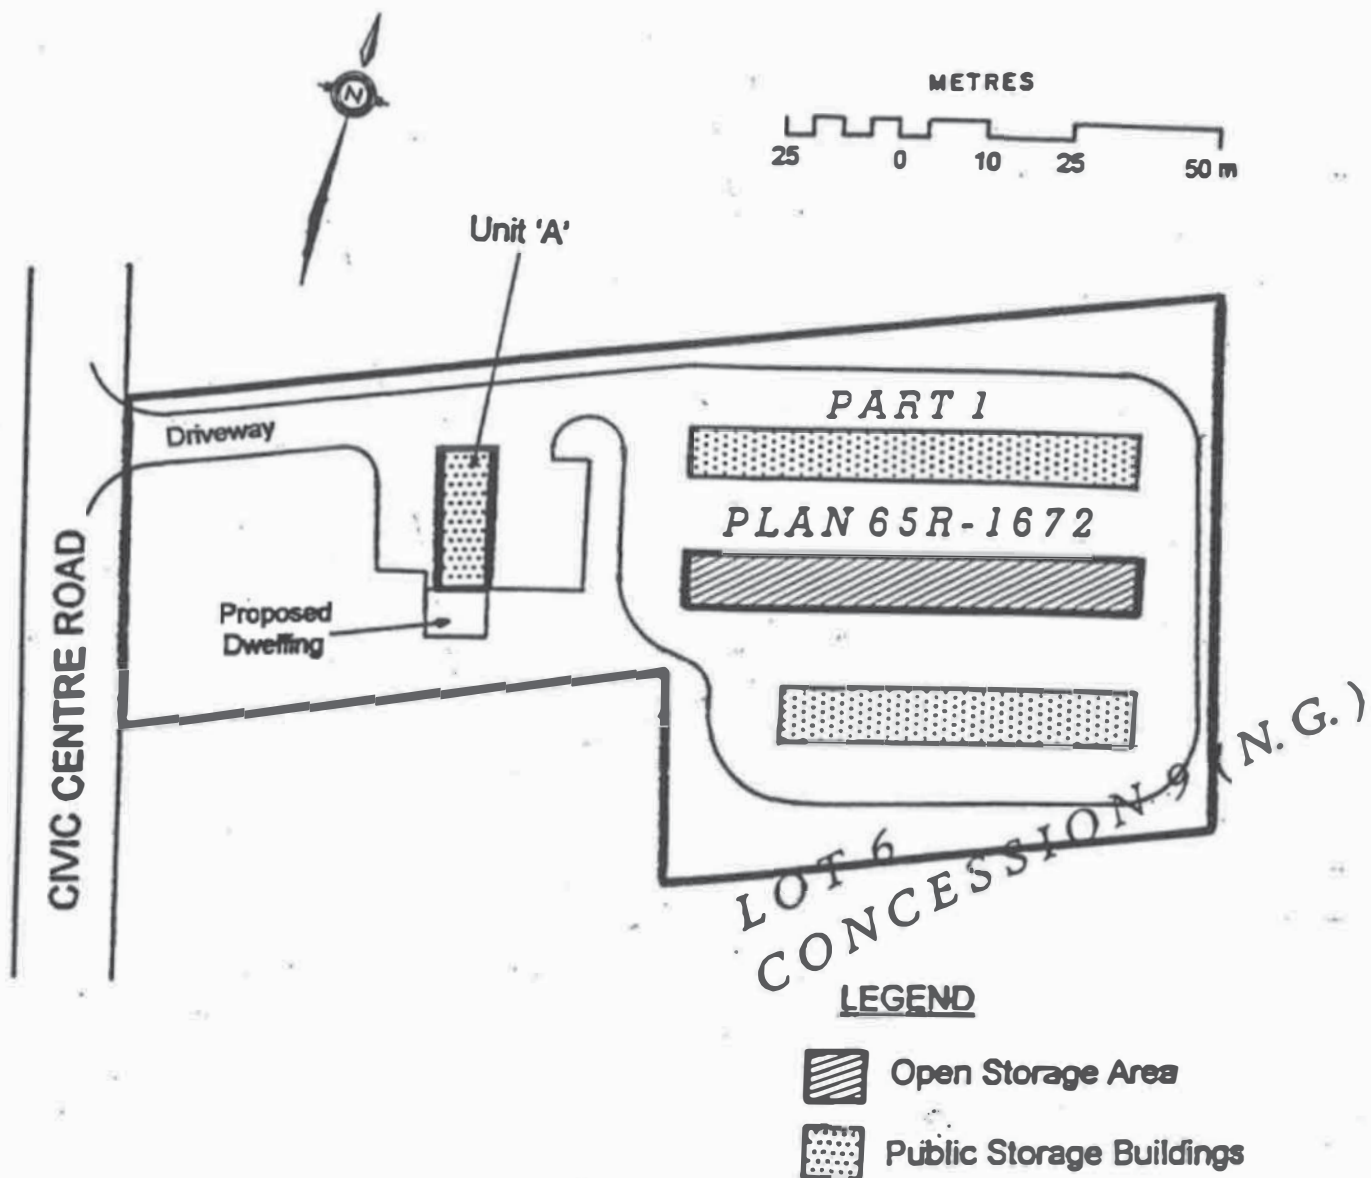 N
METRES
25 0 10 25 50 m
Unit 'A'
PART 1
Driveway
PLAN 65R-1672
Proposed
Dwelling
CIVIC CENTRE ROAD
LOT 6
CONCESSION 9 (N.G.)
LEGEND
Open Storage Area
Public Storage Buildings